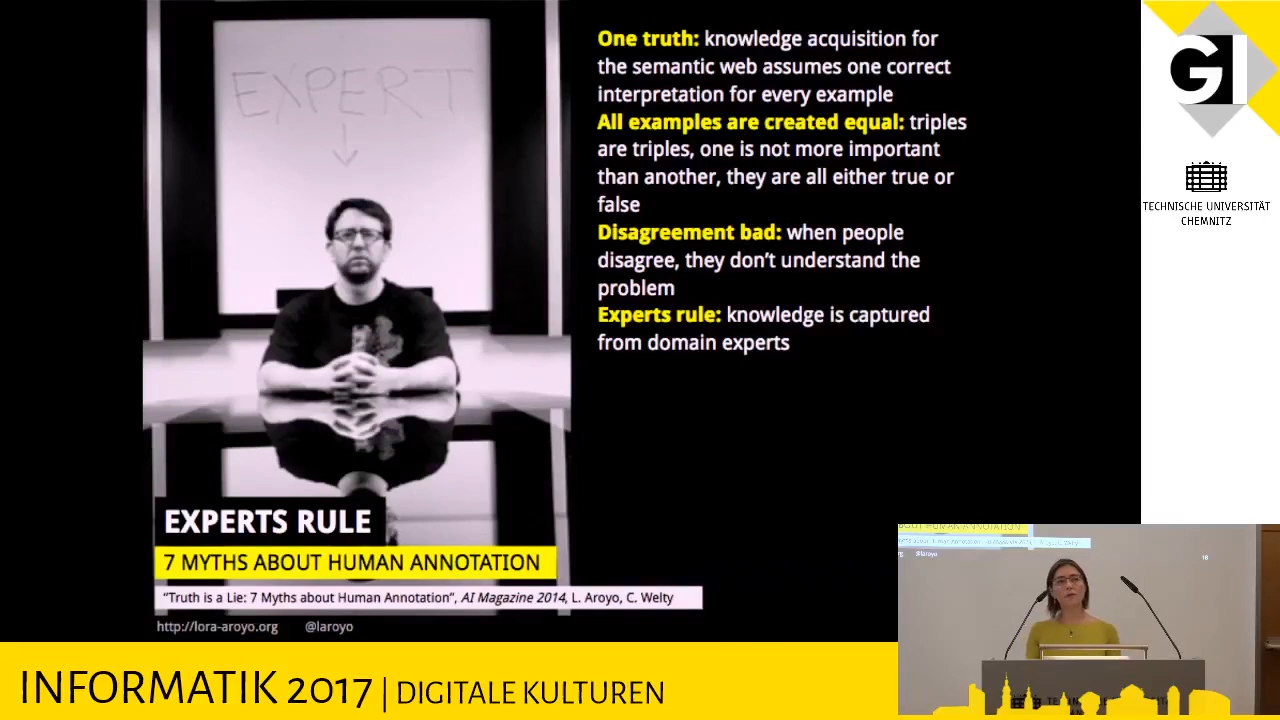 EXPERT
One truth: knowledge acquisition for
the semantic web assumes one correct
interpretation for every example
All examples are created equal: triples
are triples, one is not more important
than another, they are all either true or
false
Disagreement bad: when people
disagree, they don't understand the
problem
Experts rule: knowledge is captured
from domain experts
EXPERTS RULE
7 MYTHS ABOUT HUMAN ANNOTATION
"Truth is a Lie: 7 Myths about Human Annotation", AI Magazine 2014, L. Aroyo, C. Welty
http://lora-aroyo.org @laroyo
GI
TECHNISCHE UNIVERSITÄT
CHEMNITZ
@laroyo
18
INFORMATIK 2017 | DIGITALE KULTUREN